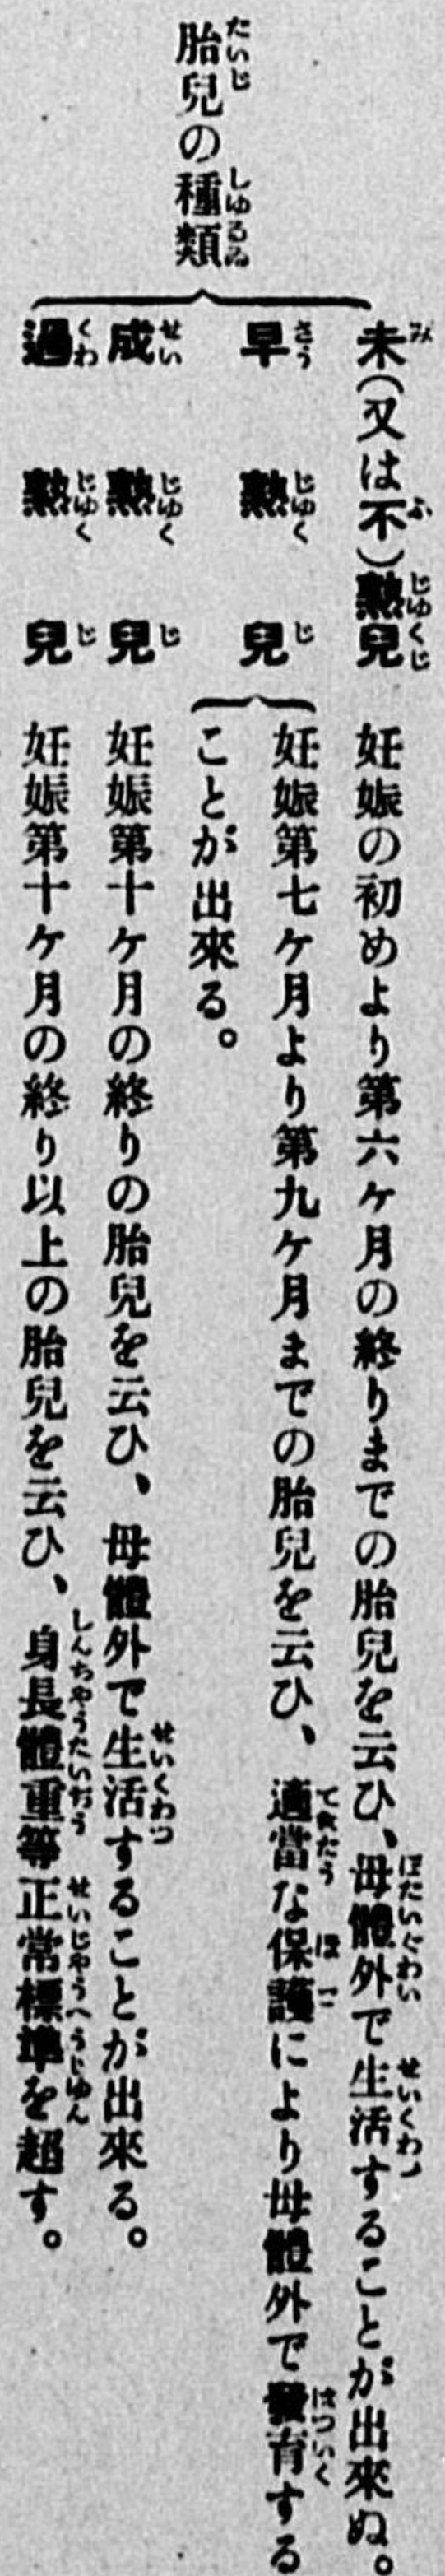 胎兒の種類
未(又は不)熟兒
妊娠の初めより第六ケ月の終りまでの胎兒を云ひ、母體外で生活することが出來ぬ。
早熟兒
妊娠第七ケ月より第九ケ月までの胎兒を云ひ、適當な保護により母體外で發育する
ことが出來る。
成熟兒
妊娠第十ケ月の終りの胎兒を云ひ、母體外で生活することが出來る。
過熟兒
妊娠第十ケ月の終り以上の胎兒を云ひ、身長體重等正常標準を超す。